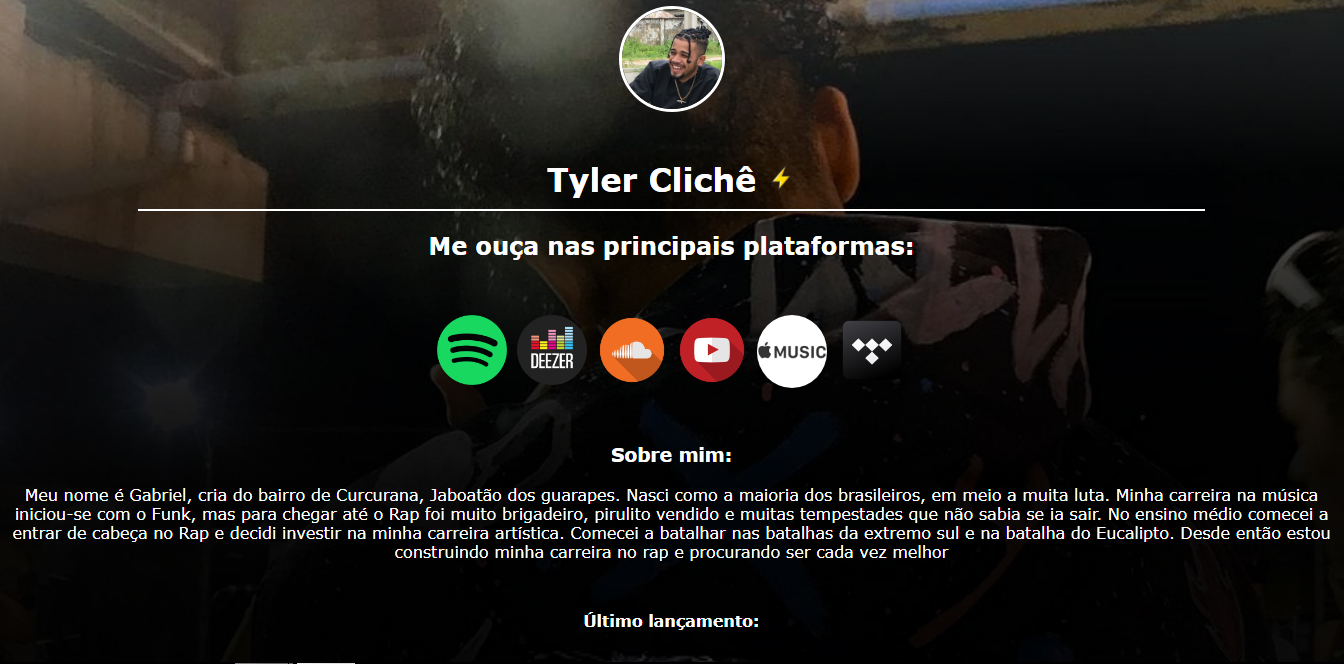 Tyler Clichê ⚡
Me ouça nas principais plataformas:
DEEZER
MUSIC
Sobre mim:
Meu nome é Gabriel, cria do bairro de Curcurana, Jaboatão dos guarapes. Nasci como a maioria dos brasileiros, em meio a muita luta. Minha carreira na música
iniciou-se com o Funk, mas para chegar até o Rap foi muito brigadeiro, pirulito vendido e muitas tempestades que não sabia se ia sair. No ensino médio comecei a
entrar de cabeça no Rap e decidi investir na minha carreira artística. Comecei a batalhar nas batalhas da extremo sul e na batalha do Eucalipto. Desde então estou
construindo minha carreira no rap e procurando ser cada vez melhor
Último lançamento: